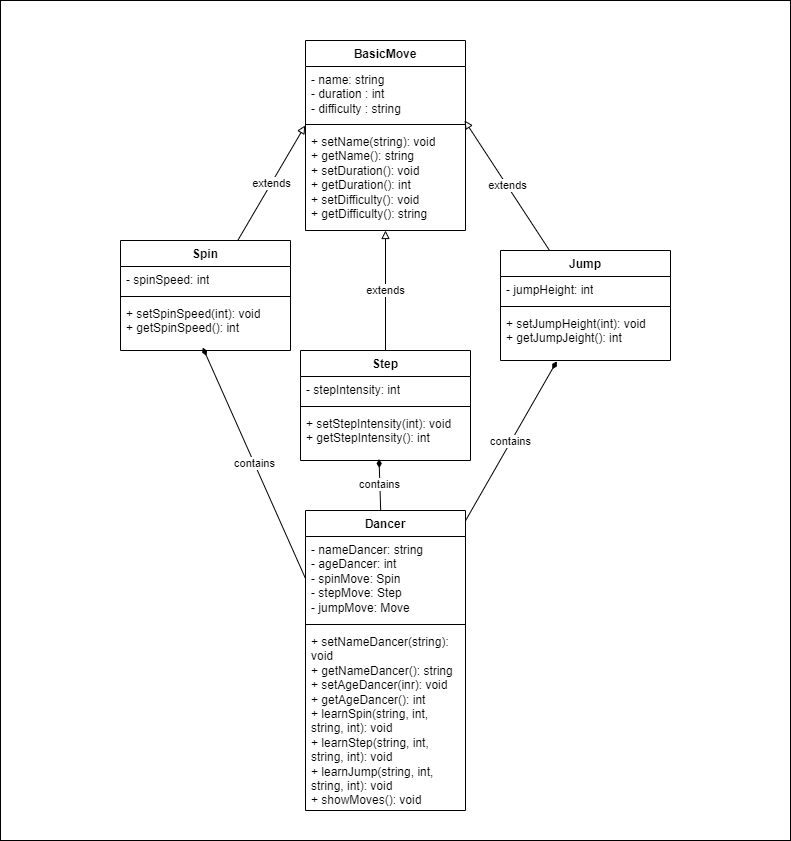 BasicMove
- name: string
- duration : int
- difficulty : string
+ setName(string): void
+ getName(): string
+ setDuration(): void
+ getDuration(): int
+ setDifficulty(): void
+ getDifficulty(): string
extends
extends
extends
Spin
- spinSpeed: int
+ setSpinSpeed(int): void
+ getSpinSpeed(): int
Jump
- jumpHeight: int
+ setJumpHeight(int): void
+ getJumpJeight(): int
Step
- stepIntensity: int
+ setStepIntensity(int): void
+ getStepIntensity(): int
contains
contains
contains
Dancer
- nameDancer: string
- ageDancer: int
- spinMove: Spin
- stepMove: Step
- jumpMove: Move
+ setNameDancer(string):
void
+ getNameDancer(): string
+ setAgeDancer(inr): void
+ getAgeDancer(): int
+ learnSpin(string, int,
string, int): void
+ learnStep(string, int,
string, int): void
+ learnJump(string, int,
string, int): void
+ showMoves(): void